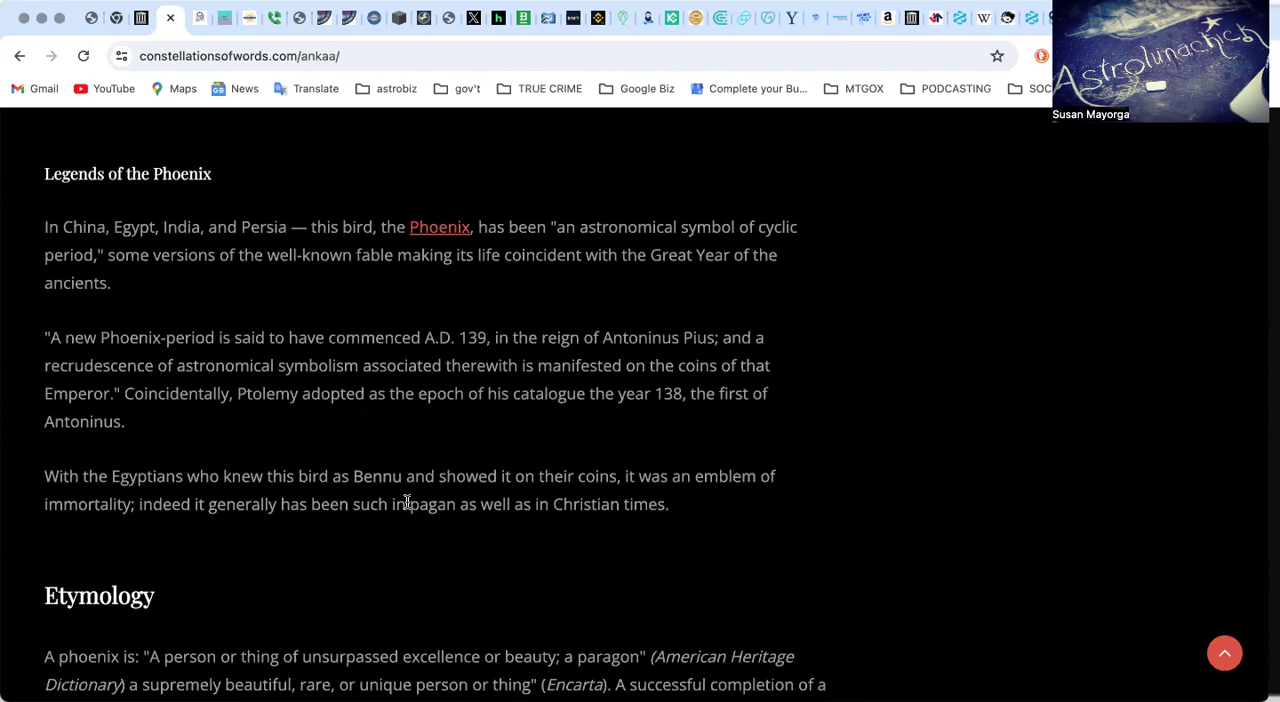 constellationsofwords.com/ankaa/
Gmail YouTube Maps News Translate astrobiz gov't TRUE CRIME Google Biz Complete your Bu... MTGOX PODCASTING SOC
Astrolunachick
Susan Mayorga
Legends of the Phoenix
In China, Egypt, India, and Persia — this bird, the Phoenix, has been "an astronomical symbol of cyclic
period," some versions of the well-known fable making its life coincident with the Great Year of the
ancients.
"A new Phoenix-period is said to have commenced A.D. 139, in the reign of Antoninus Pius; and a
recrudescence of astronomical symbolism associated therewith is manifested on the coins of that
Emperor." Coincidentally, Ptolemy adopted as the epoch of his catalogue the year 138, the first of
Antoninus.
With the Egyptians who knew this bird as Bennu and showed it on their coins, it was an emblem of
immortality; indeed it generally has been such in pagan as well as in Christian times.
Etymology
A phoenix is: "A person or thing of unsurpassed excellence or beauty; a paragon" (American Heritage
Dictionary) a supremely beautiful, rare, or unique person or thing" (Encarta). A successful completion of a